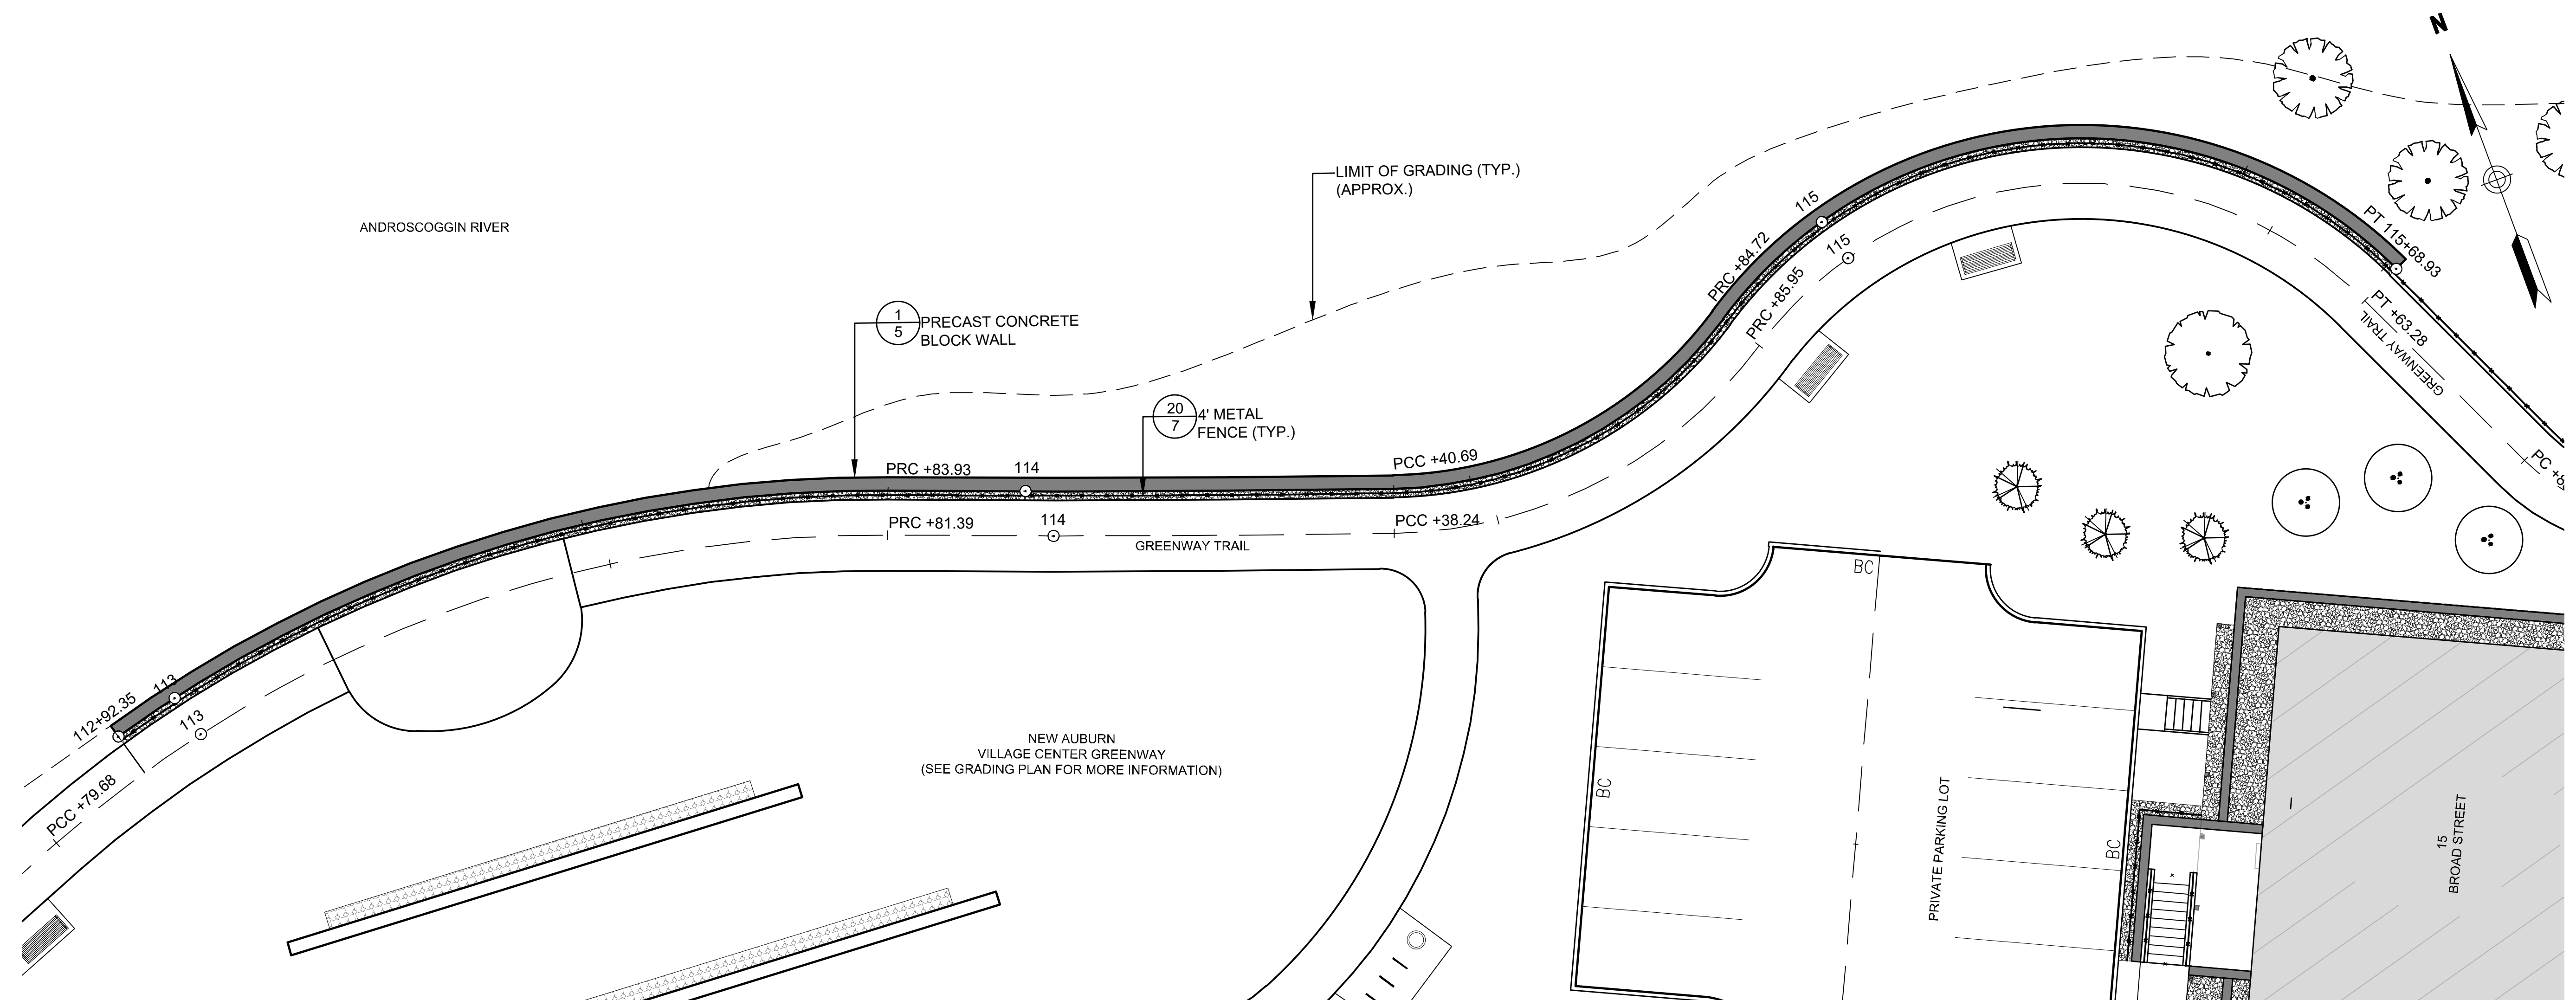 N
LIMIT OF GRADING (TYP.)
(APPROX.)
ANDROSCOGGIN RIVER
115
PT 115+68.93
PRC +84.72
115
PRC +85.95
PT +63.28
GREENWAY TRAIL
1
5
PRECAST CONCRETE
BLOCK WALL
20
7
4' METAL
FENCE (TYP.)
PRC +83.93
114
PCC +40.69
PRC +81.39
114
PCC +38.24
GREENWAY TRAIL
BC
113
112+92.35
113
PCC +79.68
NEW AUBURN
VILLAGE CENTER GREENWAY
(SEE GRADING PLAN FOR MORE INFORMATION)
BC
PRIVATE PARKING LOT
BC
15
BROAD STREET